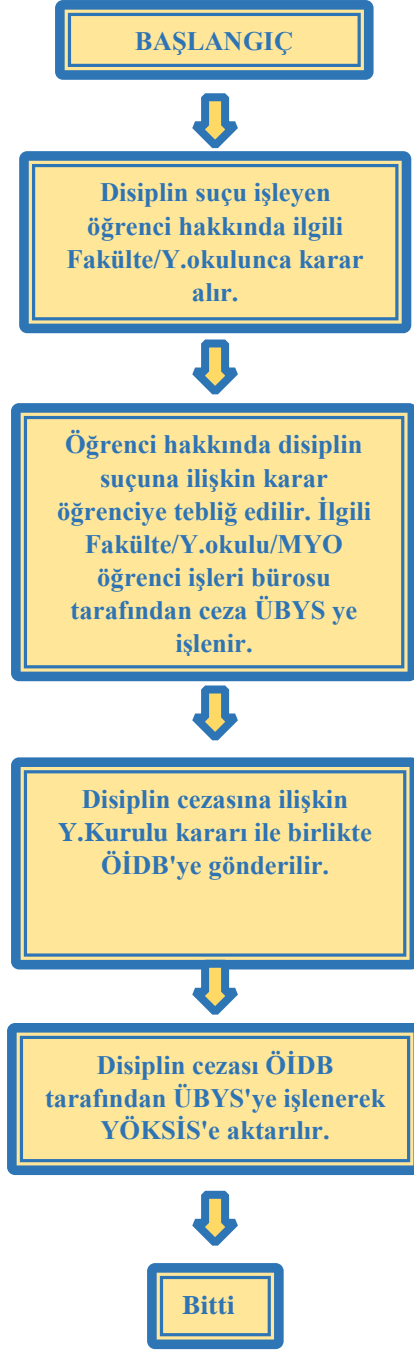 BAŞLANGIÇ
Disiplin suçu işleyen
öğrenci hakkında ilgili
Fakülte/Y.okulunca karar
alır.
Öğrenci hakkında disiplin
suçuna ilişkin karar
öğrenciye tebliğ edilir. İlgili
Fakülte/Y.okulu/MYO
öğrenci işleri bürosu
tarafından ceza ÜBYS ye
işlenir.
Disiplin cezasına ilişkin
Y.Kurulu kararı ile birlikte
ÖİDB'ye gönderilir.
Disiplin cezası ÖİDB
tarafından ÜBYS'ye işlenerek
YÖKSİS'e aktarılır.
Bitti